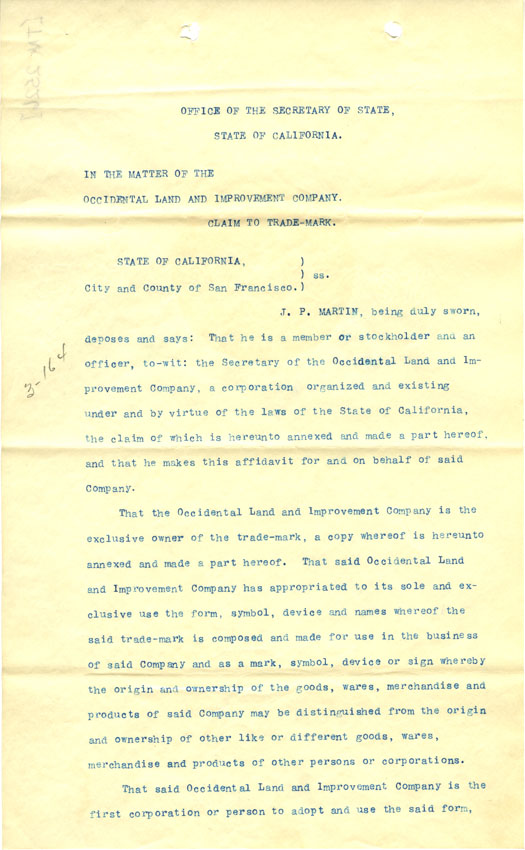 OFFICE OF THE SECRETARY OF STATE,
STATE OF CALIFORNIA.
IN THE MATTER OF THE
OCCIDENTAL LAND AND IMPROVEMENT COMPANY.
CLAIM TO TRADE-MARK.
STATE OF CALIFORNIA, )
) ss.
City and County of San Francisco.)
J. P. MARTIN, being duly sworn,
deposes and says: That he is a member or stockholder and an
officer, to-wit: the Secretary of the Occidental Land and Im-
3-164
provement Company, a corporation organized and existing
under and by virtue of the laws of the State of California,
the claim of which is hereunto annexed and made a part hereof,
and that he makes this affidavit for and on behalf of said
Company.
That the Occidental Land and Improvement Company is the
exclusive owner of the trade-mark, a copy whereof is hereunto
annexed and made a part hereof. That said Occidental Land
and Improvement Company has appropriated to its sole and ex-
clusive use the form, symbol, device and names whereof the
said trade-mark is composed and made for use in the business
of said Company and as a mark, symbol, device or sign whereby
the origin and ownership of the goods, wares, merchandise and
products of said Company may be distinguished from the origin
and ownership of other like or different goods, wares,
merchandise and products of other persons or corporations.
That said Occidental Land and Improvement Company is the
first corporation or person to adopt and use the said form,